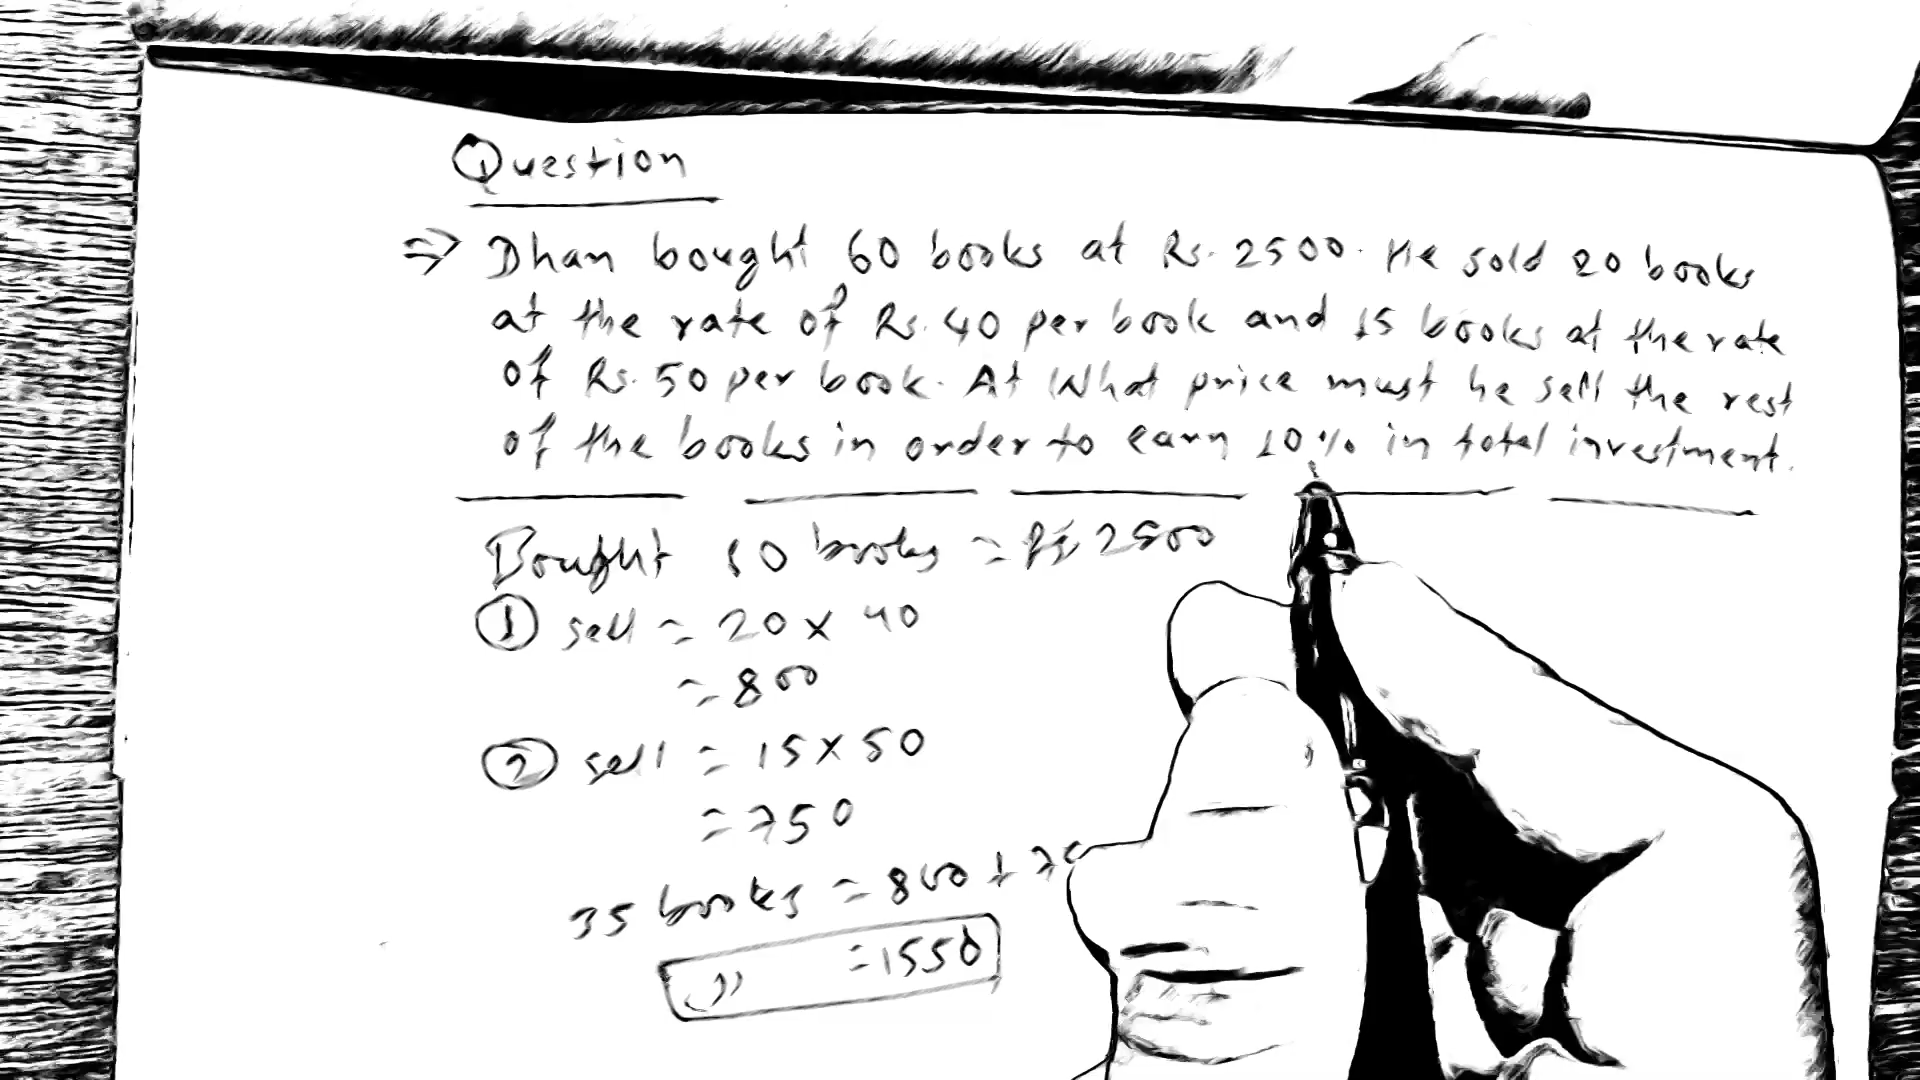 Question
⇒ Dhan bought 60 books at Rs. 2500. He sold 20 books
at the rate of Rs. 40 per book and 15 books at the rate
of Rs. 50 per book. At What price must he sell the rest
of the books in order to earn 10% in total investment.
Bought 60 books = Rs 2500
① sell = 20 x 40
= 800
② sell = 15 x 50
= 750
35 books = 800 + 75
" = 1550